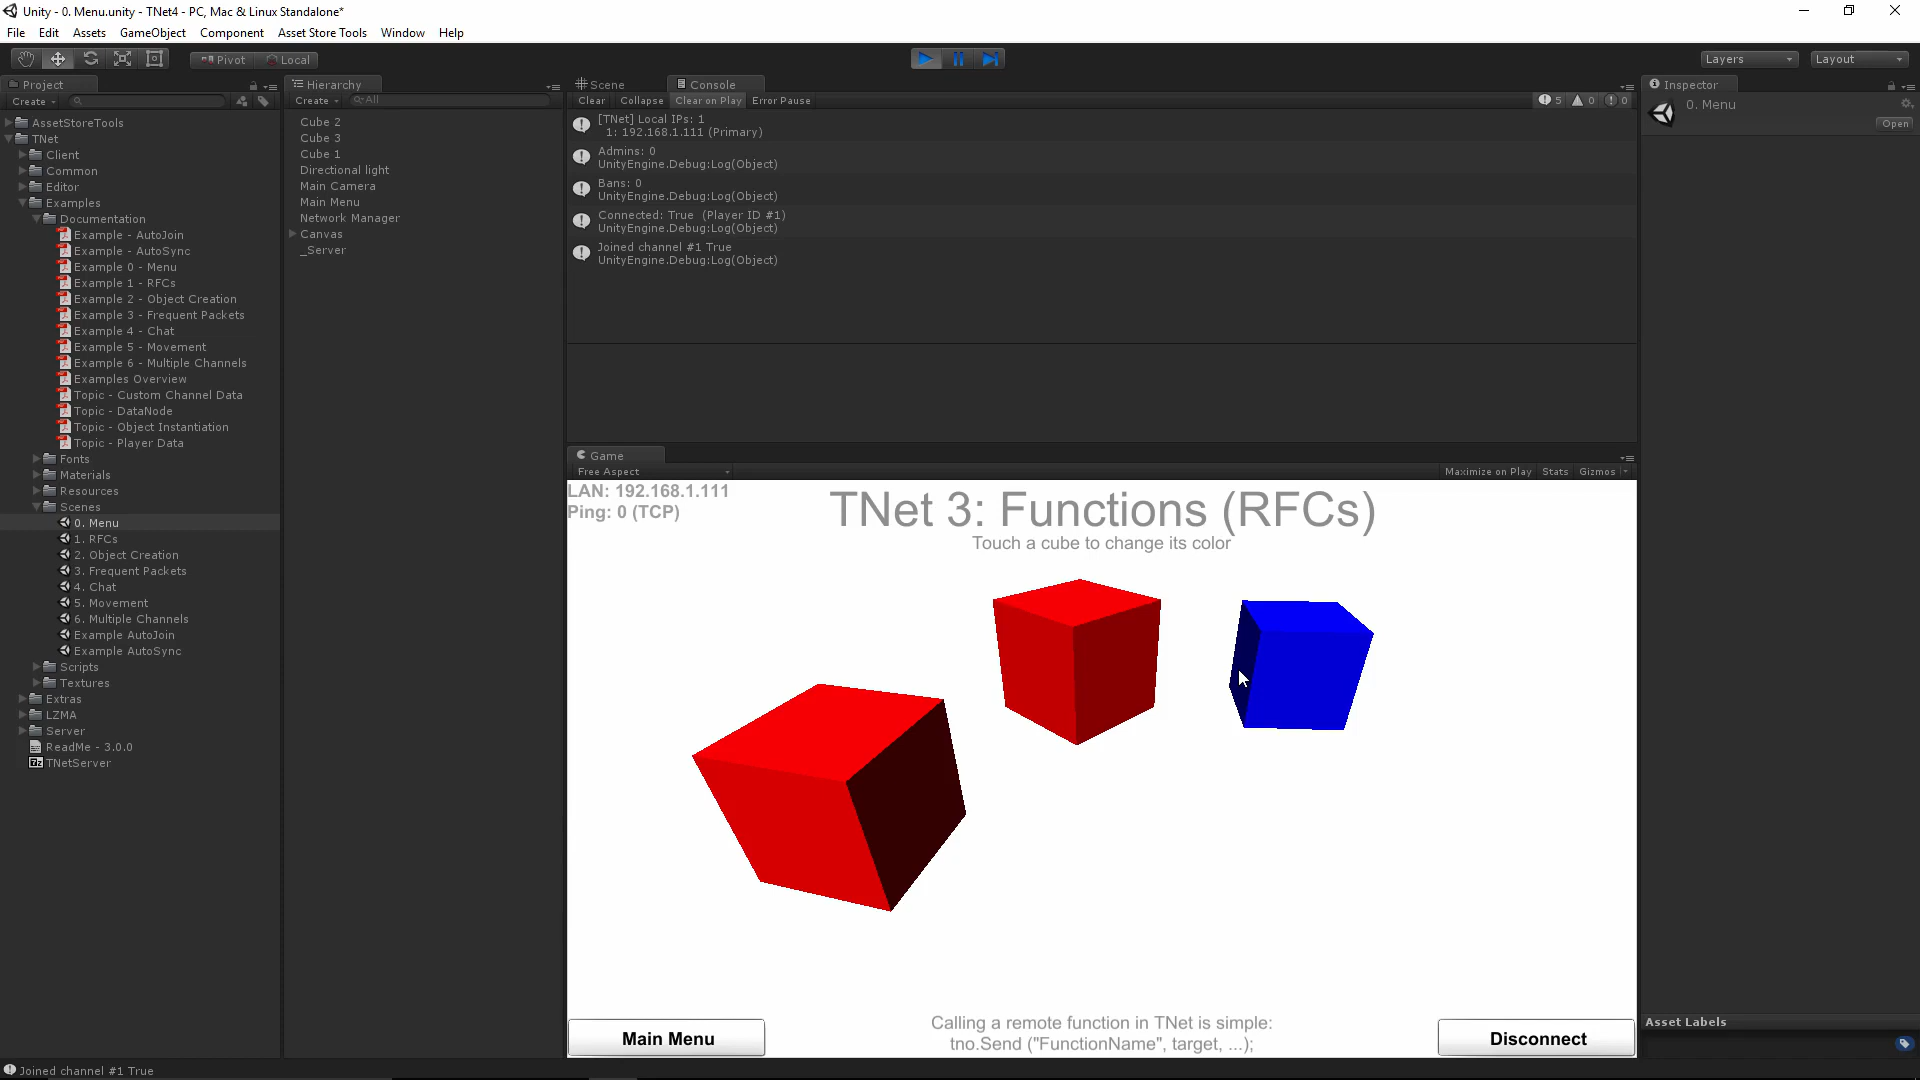 Unity - 0. Menu.unity - TNet4 - PC, Mac & Linux Standalone*
File Edit Assets GameObject Component Asset Store Tools Window Help
Pivot Local Layers Layout
Project
Create
AssetStoreTools
TNet
Client
Common
Editor
Examples
Documentation
Example - AutoJoin
Example - AutoSync
Example 0 - Menu
Example 1 - RFCs
Example 2 - Object Creation
Example 3 - Frequent Packets
Example 4 - Chat
Example 5 - Movement
Example 6 - Multiple Channels
Examples Overview
Topic - Custom Channel Data
Topic - DataNode
Topic - Object Instantiation
Topic - Player Data
Fonts
Materials
Resources
Scenes
0. Menu
1. RFCs
2. Object Creation
3. Frequent Packets
4. Chat
5. Movement
6. Multiple Channels
Example AutoJoin
Example AutoSync
Scripts
Textures
Extras
LZMA
Server
ReadMe - 3.0.0
TNetServer
Hierarchy
Create All
Cube 2
Cube 3
Cube 1
Directional light
Main Camera
Main Menu
Network Manager
Canvas
_Server
Scene Console
Clear Collapse Clear on Play Error Pause 5 0 0
[TNet] Local IPs: 1
1: 192.168.1.111 (Primary)
Admins: 0
UnityEngine.Debug:Log(Object)
Bans: 0
UnityEngine.Debug:Log(Object)
Connected: True (Player ID #1)
UnityEngine.Debug:Log(Object)
Joined channel #1 True
UnityEngine.Debug:Log(Object)
Game
Free Aspect Maximize on Play Stats Gizmos
LAN: 192.168.1.111
Ping: 0 (TCP)
TNet 3: Functions (RFCs)
Touch a cube to change its color
Main Menu
Calling a remote function in TNet is simple:
tno.Send ("FunctionName", target, ...);
Disconnect
Inspector
0. Menu
Open
Asset Labels
Joined channel #1 True